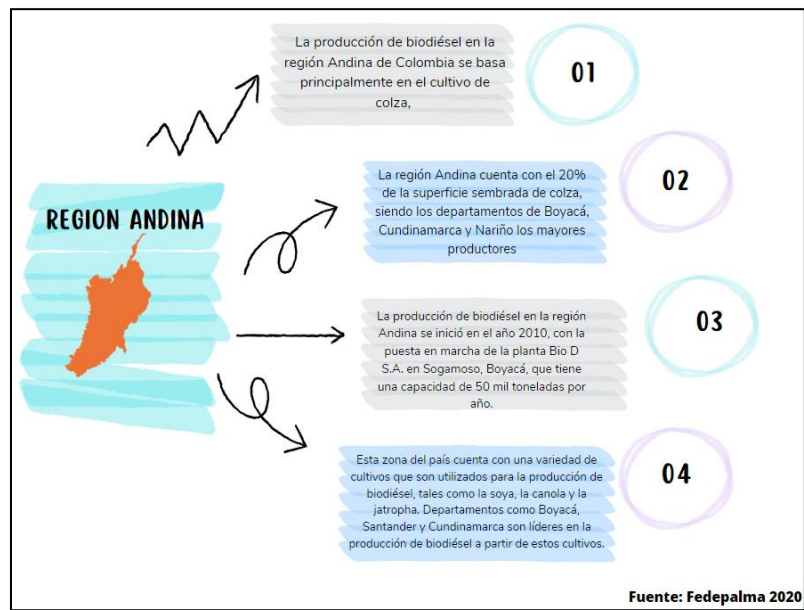 La producción de biodiésel en la
región Andina de Colombia se basa
principalmente en el cultivo de
colza,
01
La región Andina cuenta con el 20%
de la superficie sembrada de colza,
siendo los departamentos de Boyacá,
Cundinamarca y Nariño los mayores
productores
02
REGION ANDINA
La producción de biodiésel en la región
Andina se inició en el año 2010, con la
puesta en marcha de la planta Bio D
S.A. en Sogamoso, Boyacá, que tiene
una capacidad de 50 mil toneladas por
año.
03
Esta zona del país cuenta con una variedad de
cultivos que son utilizados para la producción de
biodiésel, tales como la soya, la canola y la
jatropha. Departamentos como Boyacá,
Santander y Cundinamarca son líderes en la
producción de biodiésel a partir de estos cultivos.
04
Fuente: Fedepalma 2020